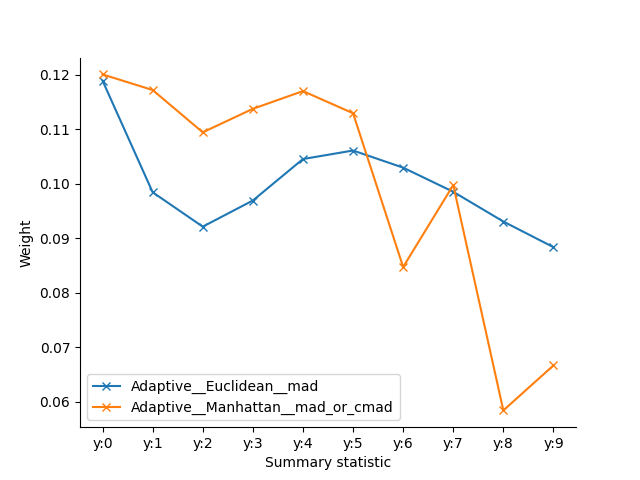 0.12
0.11
0.10
0.09
0.08
0.07
0.06
Weight
Adaptive__Euclidean__mad
Adaptive__Manhattan__mad_or_cmad
y:0 y:1 y:2 y:3 y:4 y:5 y:6 y:7 y:8 y:9
Summary statistic